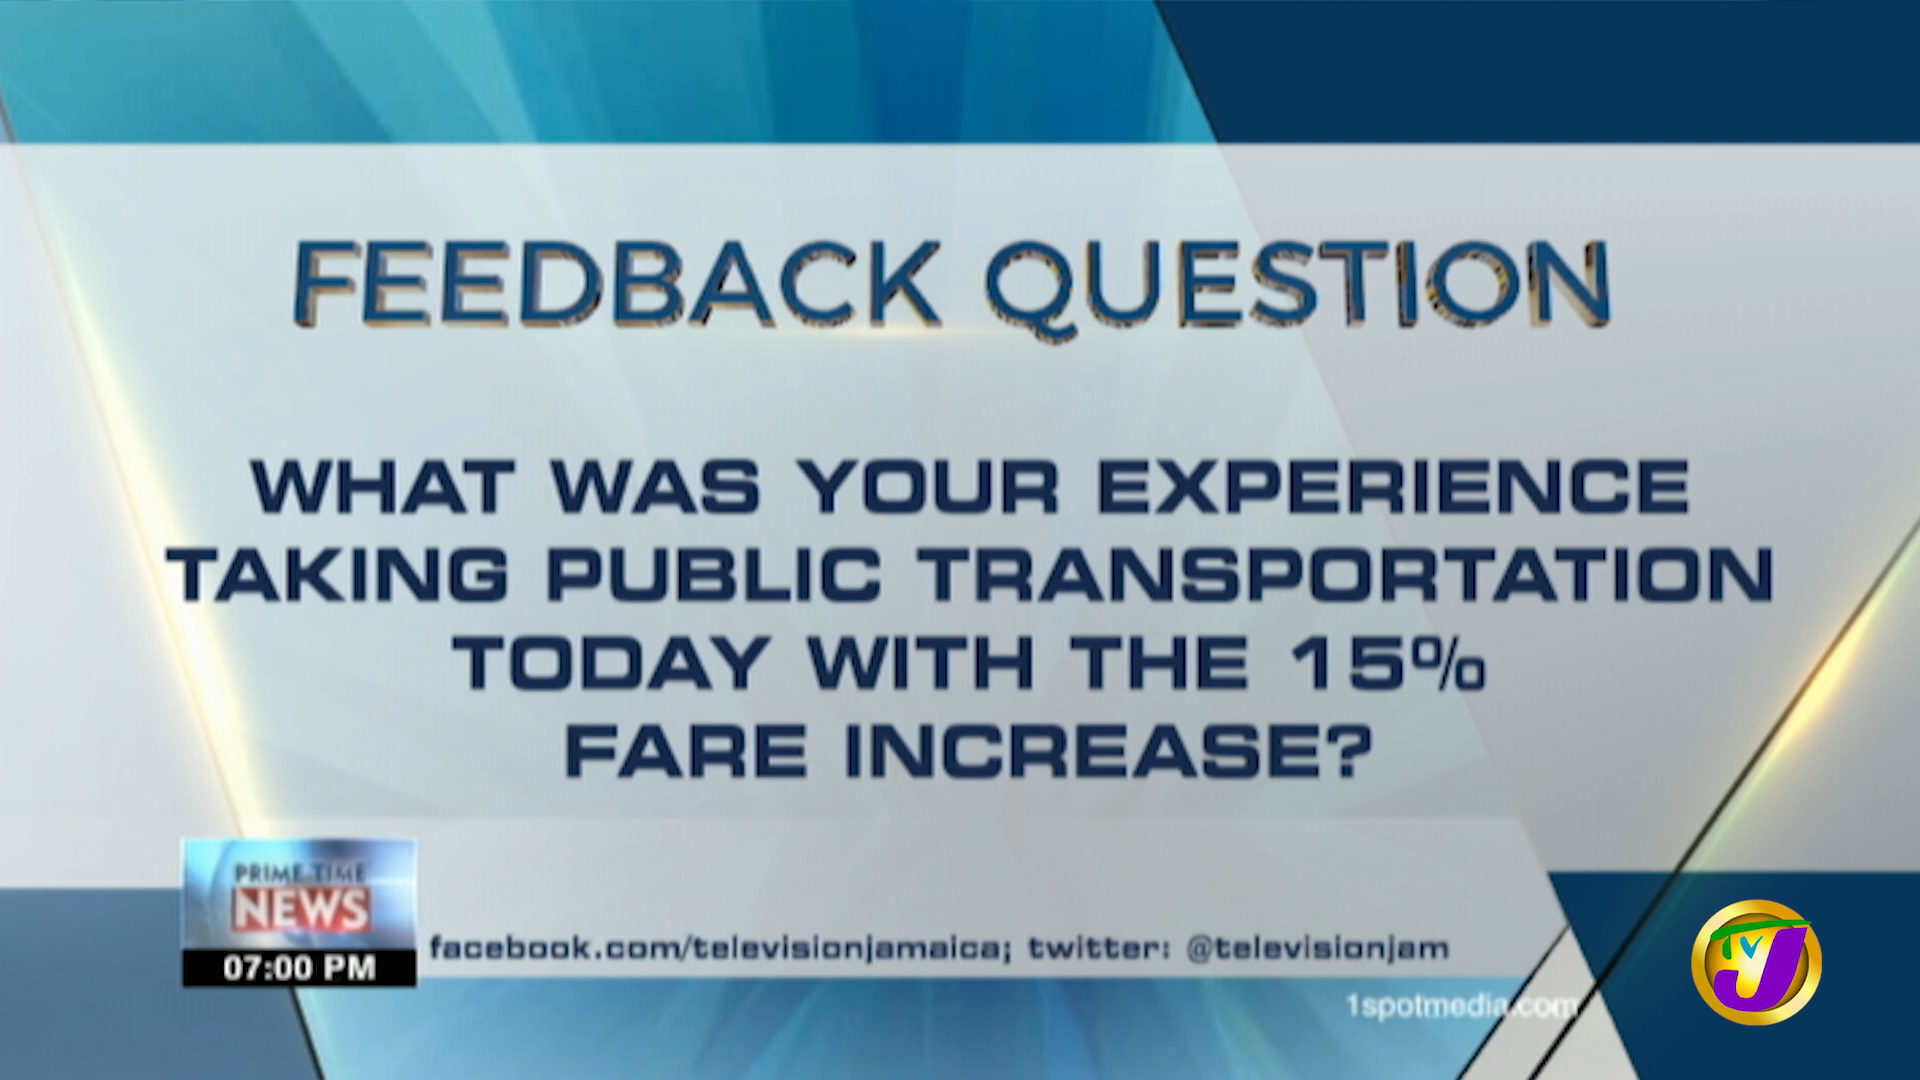 FEEDBACK QUESTION
WHAT WAS YOUR EXPERIENCE
TAKING PUBLIC TRANSPORTATION
TODAY WITH THE 15%
FARE INCREASE?
PRIME TIME
NEWS
07:00 PM
facebook.com/televisionjamaica; twitter: @televisionjam
1spotmedia.com
TVJ